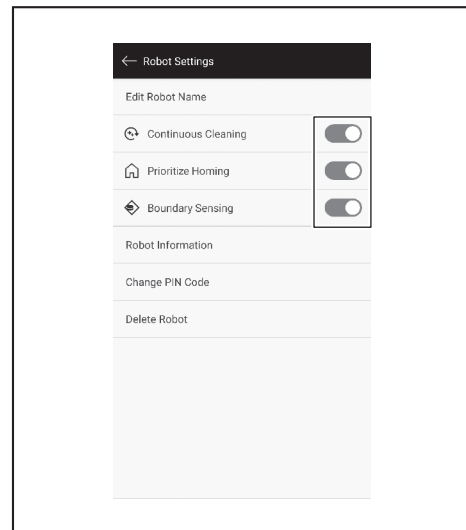 Robot Settings
Edit Robot Name
Continuous Cleaning
Prioritize Homing
Boundary Sensing
Robot Information
Change PIN Code
Delete Robot